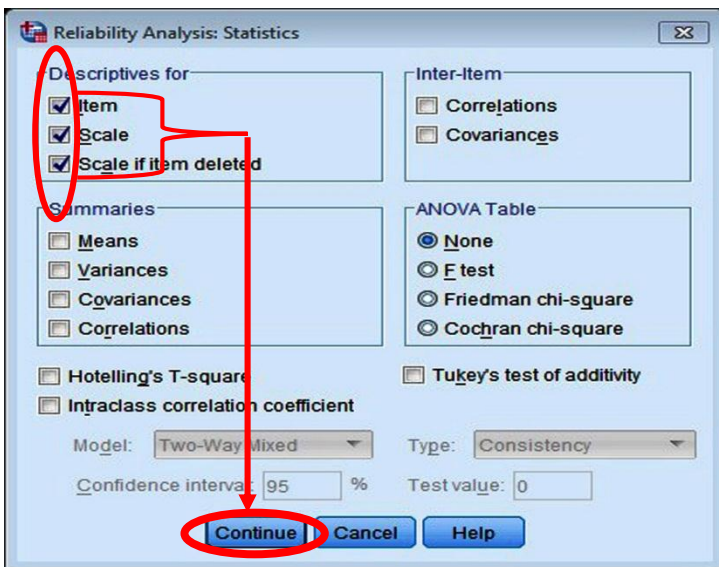 Reliability Analysis: Statistics
Descriptives for
Item
Scale
Scale if item deleted
Inter-Item
Correlations
Covariances
Summaries
Means
Variances
Covariances
Correlations
ANOVA Table
None
F test
Friedman chi-square
Cochran chi-square
Hotelling's T-square
Tukey's test of additivity
Intraclass correlation coefficient
Model: Two-Way Mixed Type: Consistency
Confidence interval: 95 % Test value: 0
Continue Cancel Help